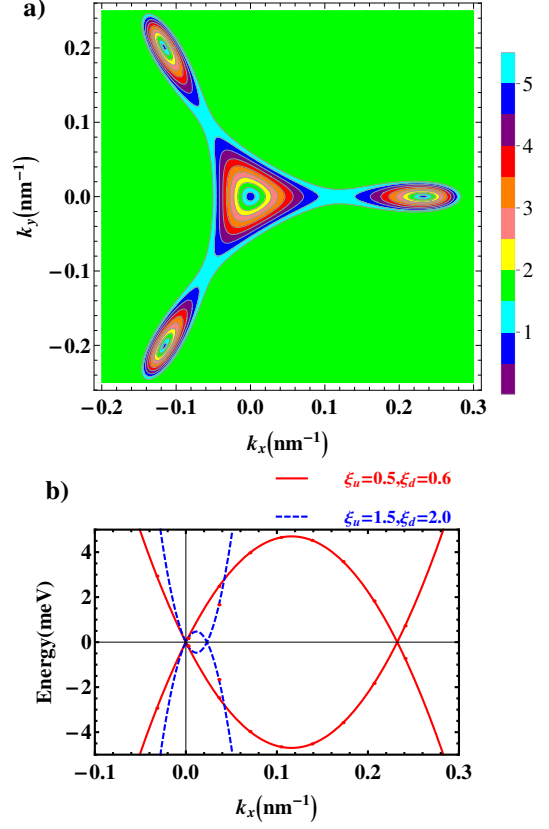 a)
0.2
0.1
0.0
−0.1
−0.2
k_y(nm⁻¹)
−0.2 −0.1 0.0 0.1 0.2 0.3
k_x(nm⁻¹)
5
4
3
2
1
b)
ξ_u=0.5,ξ_d=0.6
ξ_u=1.5,ξ_d=2.0
4
2
0
−2
−4
Energy(meV)
−0.1 0.0 0.1 0.2 0.3
k_x(nm⁻¹)